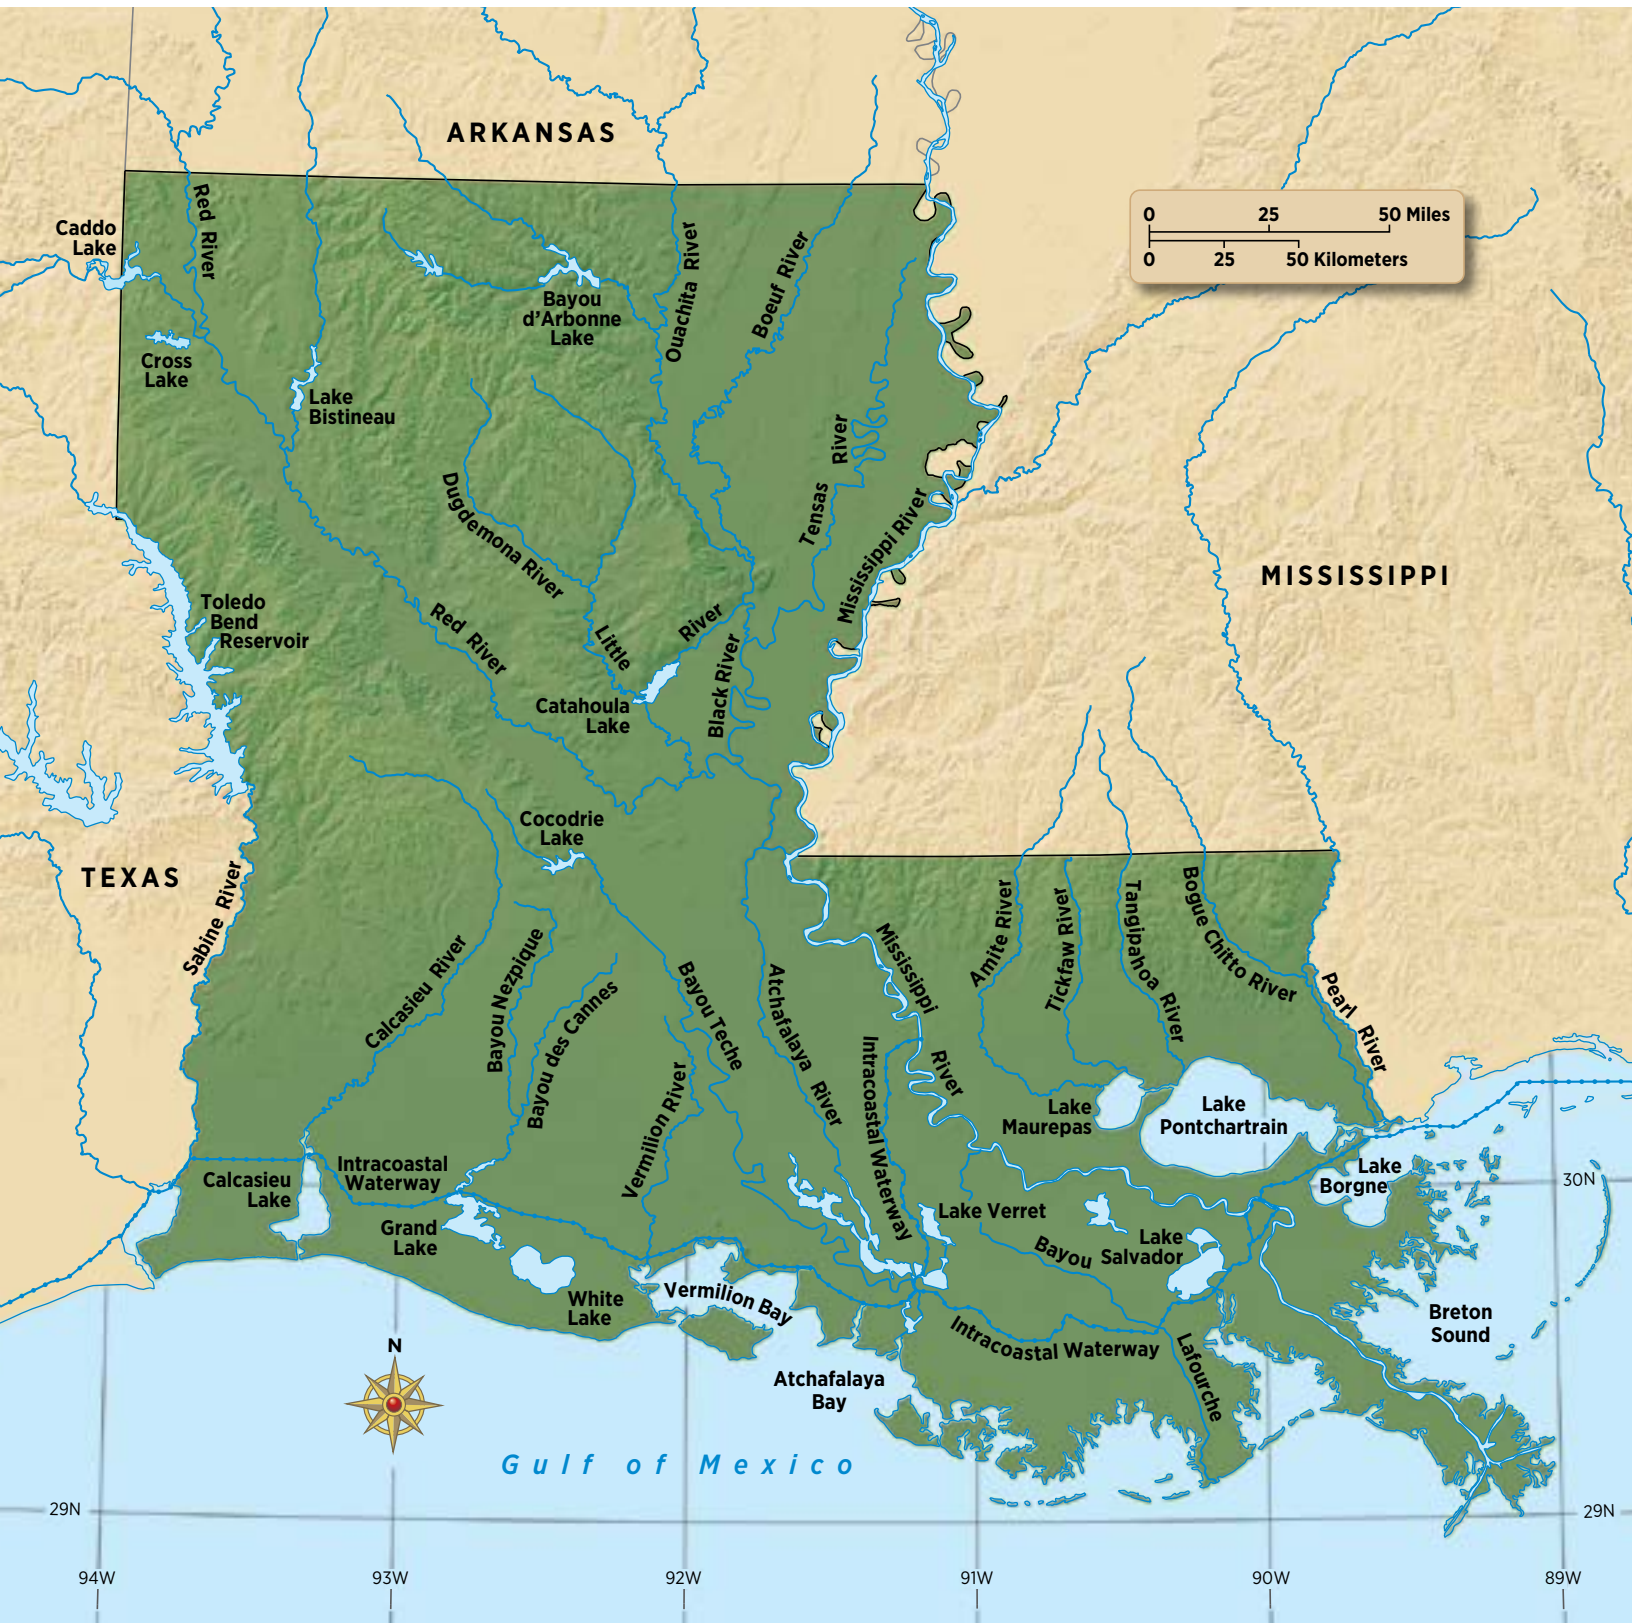 ARKANSAS
0 25 50 Miles
0 25 50 Kilometers
Red River
Caddo
Lake
Cross
Lake
Lake
Bistineau
Bayou
d’Arbonne
Lake
Ouachita River
Boeuf River
Tensas River
Mississippi River
Dugdemona River
MISSISSIPPI
Toledo
Bend
Reservoir
Red River
Little River
Black River
Catahoula
Lake
Cocodrie
Lake
TEXAS
Sabine River
Calcasieu River
Bayou Nezpique
Bayou des Cannes
Bayou Teche
Atchafalaya River
Vermilion River
Intracoastal Waterway
Mississippi River
Amite River
Tickfaw River
Tangipahoa River
Bogue Chitto River
Pearl River
Lake
Maurepas
Lake
Pontchartrain
Lake
Borgne
30N
Calcasieu
Lake
Intracoastal
Waterway
Grand
Lake
White
Lake
Vermilion Bay
Lake Verret
Lake
Salvador
Bayou Lafourche
Intracoastal Waterway
Breton
Sound
Atchafalaya
Bay
N
Gulf of Mexico
29N
29N
94W 93W 92W 91W 90W 89W